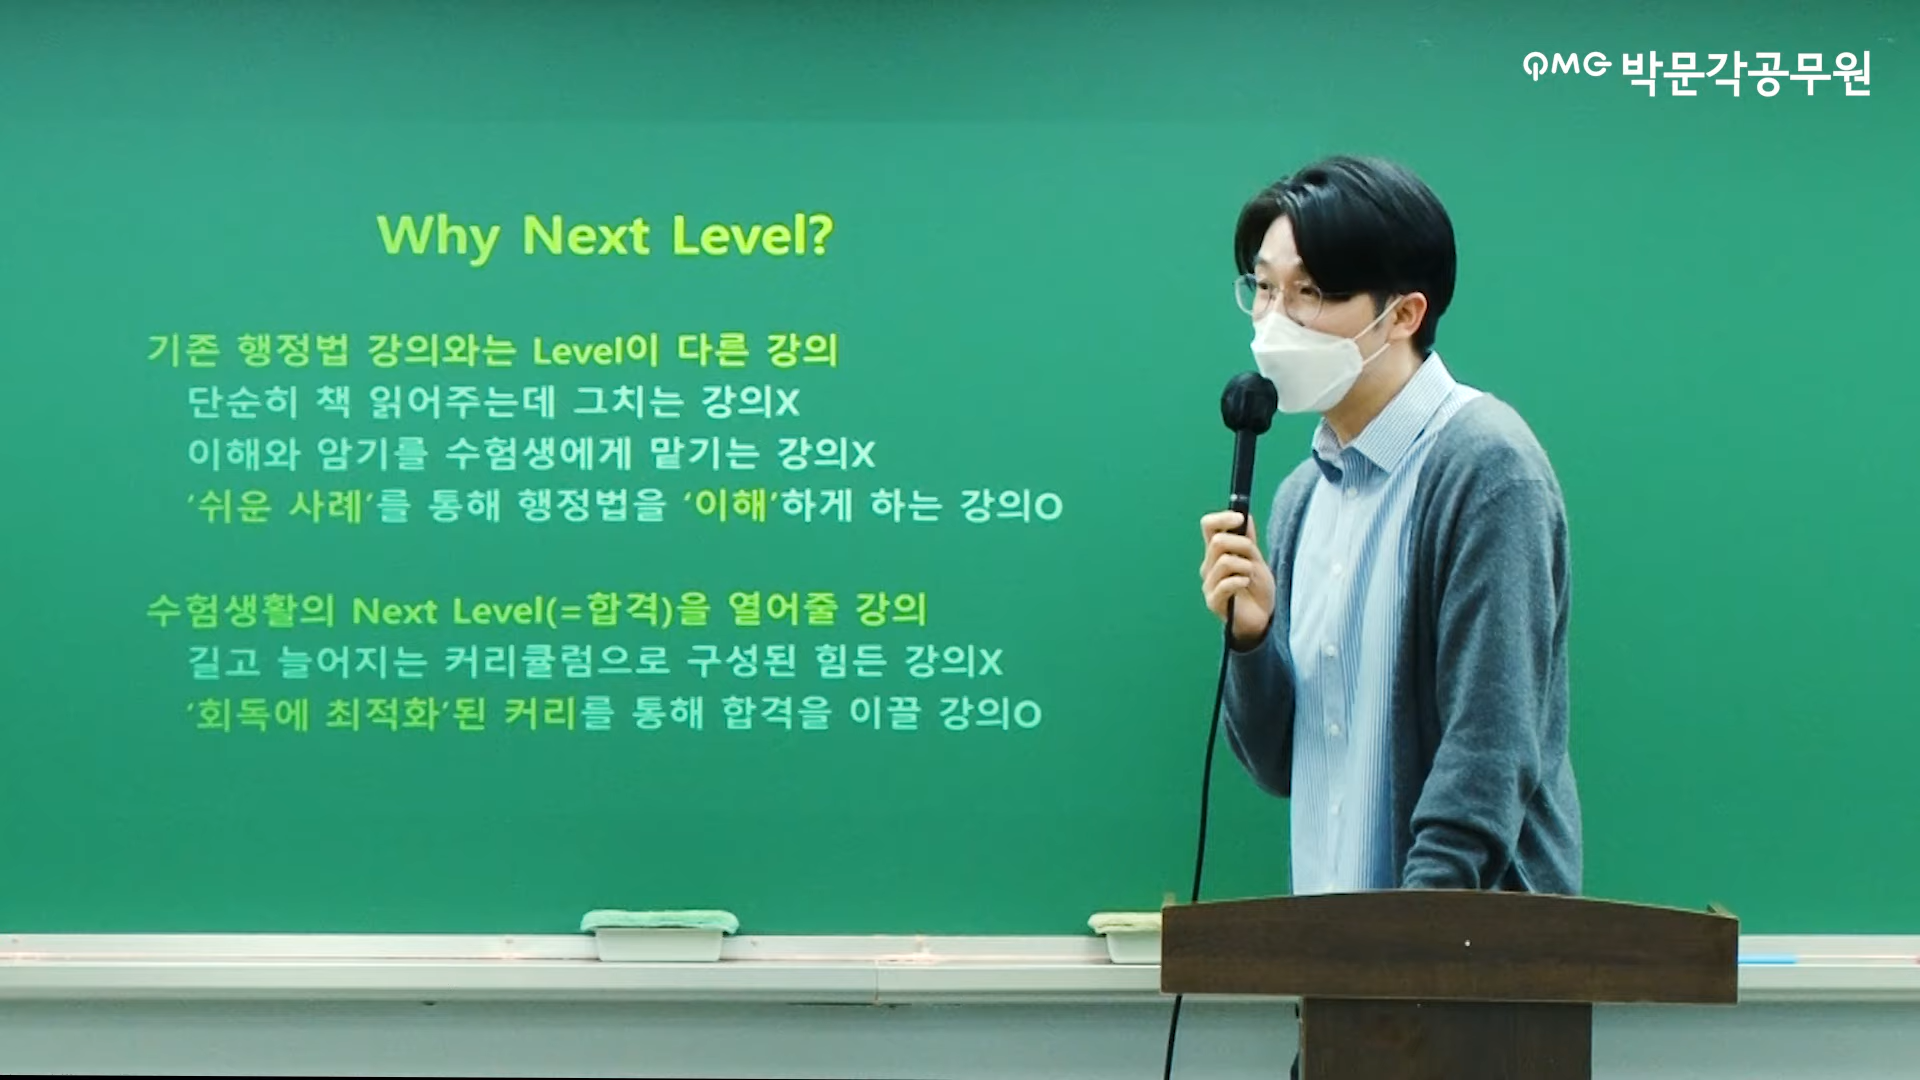 PMG 박문각공무원
Why Next Level?
기존 행정법 강의와는 Level이 다른 강의
단순히 책 읽어주는데 그치는 강의X
이해와 암기를 수험생에게 맡기는 강의X
‘쉬운 사례’를 통해 행정법을 ‘이해’하게 하는 강의O
수험생활의 Next Level(=합격)을 열어줄 강의
길고 늘어지는 커리큘럼으로 구성된 힘든 강의X
‘회독에 최적화’된 커리를 통해 합격을 이끌 강의O